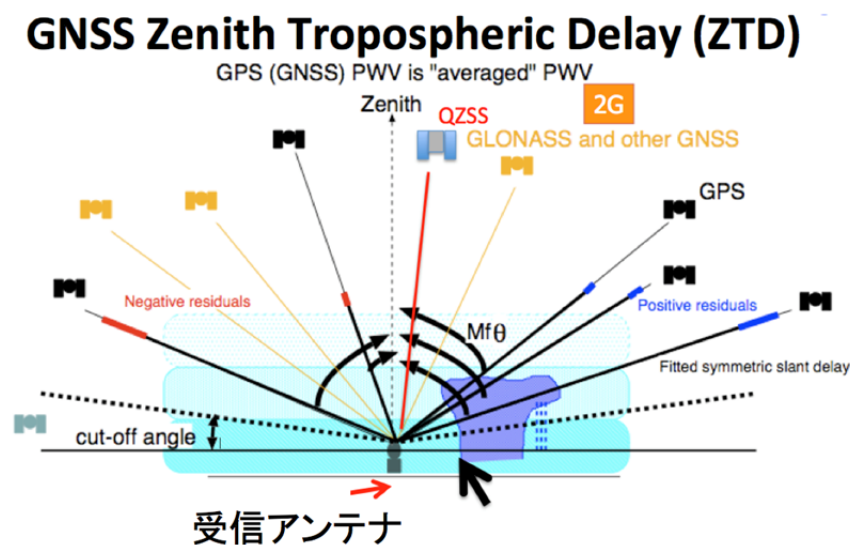 GNSS Zenith Tropospheric Delay (ZTD)
GPS (GNSS) PWV is "averaged" PWV
2G
Zenith
QZSS
GLONASS and other GNSS
GPS
Negative residuals
Positive residuals
Mfθ
Fitted symmetric slant delay
cut-off angle
受信アンテナ